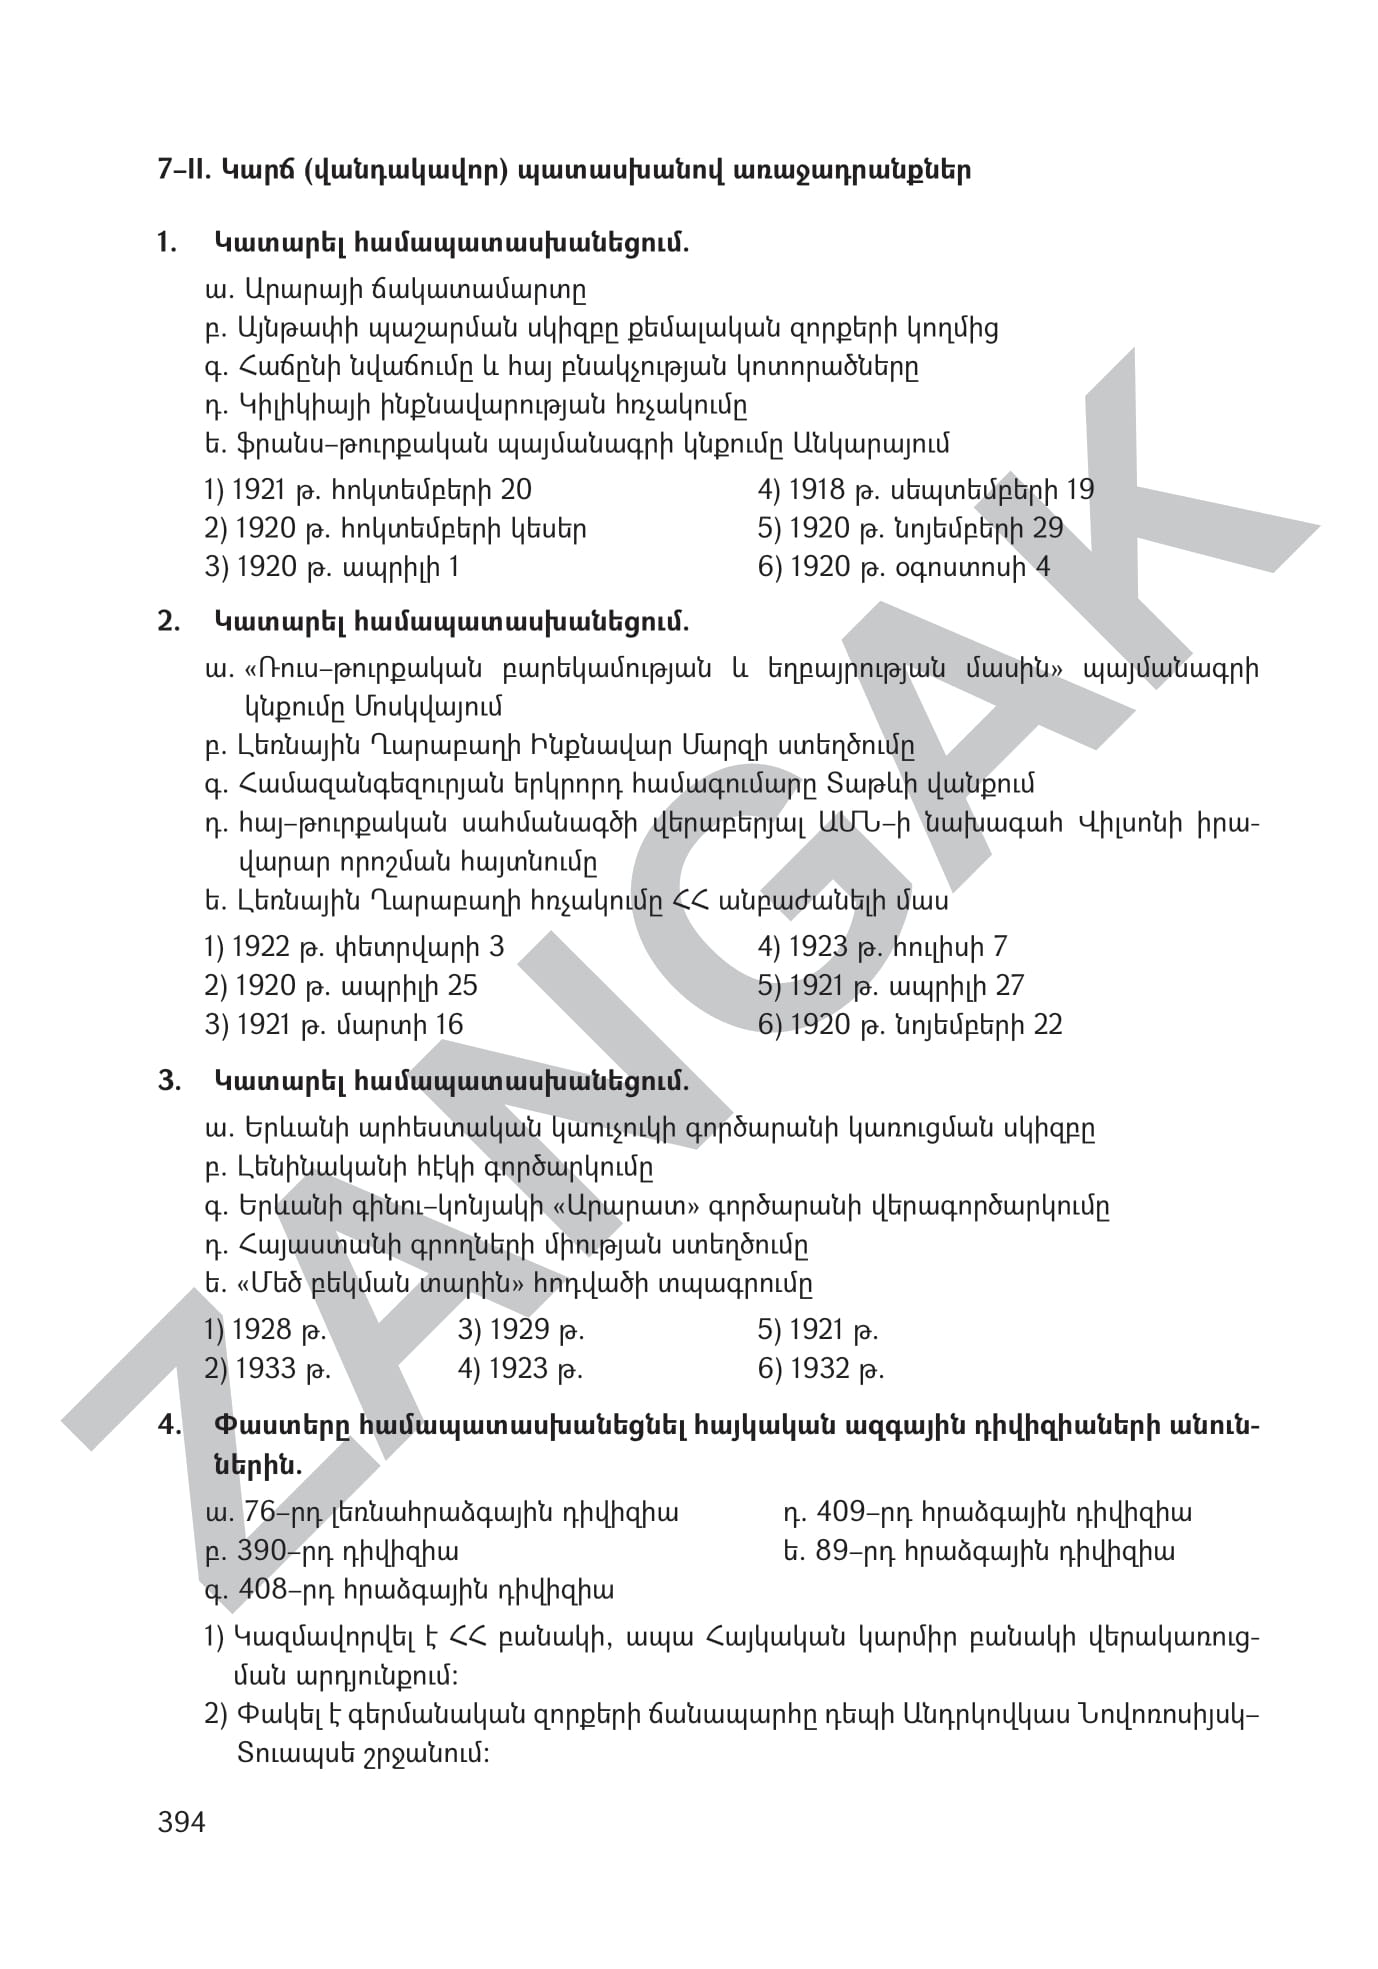 7–II. Կարճ (վանդակավոր) պատասխանով առաջադրանքներ
1. Կատարել համապատասխանեցում.
ա. Արարայի ճակատամարտը
բ. Այնթափի պաշարման սկիզբը քեմալական զորքերի կողմից
գ. Հաճընի նվաճումը և հայ բնակչության կոտորածները
դ. Կիլիկիայի ինքնավարության հռչակումը
ե. ֆրանս–թուրքական պայմանագրի կնքումը Անկարայում
1) 1921 թ. հոկտեմբերի 20 4) 1918 թ. սեպտեմբերի 19
2) 1920 թ. հոկտեմբերի կեսեր 5) 1920 թ. նոյեմբերի 29
3) 1920 թ. ապրիլի 1 6) 1920 թ. օգոստոսի 4
2. Կատարել համապատասխանեցում.
ա. «Ռուս–թուրքական բարեկամության և եղբայրության մասին» պայմանագրի
կնքումը Մոսկվայում
բ. Լեռնային Ղարաբաղի Ինքնավար Մարզի ստեղծումը
գ. Համազանգեզուրյան երկրորդ համագումարը Տաթևի վանքում
դ. հայ–թուրքական սահմանագծի վերաբերյալ ԱՄՆ–ի նախագահ Վիլսոնի իրա-
վարար որոշման հայտնումը
ե. Լեռնային Ղարաբաղի հռչակումը ՀՀ անբաժանելի մաս
1) 1922 թ. փետրվարի 3 4) 1923 թ. հուլիսի 7
2) 1920 թ. ապրիլի 25 5) 1921 թ. ապրիլի 27
3) 1921 թ. մարտի 16 6) 1920 թ. նոյեմբերի 22
3. Կատարել համապատասխանեցում.
ա. Երևանի արհեստական կաուչուկի գործարանի կառուցման սկիզբը
բ. Լենինականի հէկի գործարկումը
գ. Երևանի գինու–կոնյակի «Արարատ» գործարանի վերագործարկումը
դ. Հայաստանի գրողների միության ստեղծումը
ե. «Մեծ բեկման տարին» հոդվածի տպագրումը
1) 1928 թ. 3) 1929 թ. 5) 1921 թ.
2) 1933 թ. 4) 1923 թ. 6) 1932 թ.
4. Փաստերը համապատասխանեցնել հայկական ազգային դիվիզիաների անուն-
ներին.
ա. 76–րդ լեռնահրաձգային դիվիզիա դ. 409–րդ հրաձգային դիվիզիա
բ. 390–րդ դիվիզիա ե. 89–րդ հրաձգային դիվիզիա
գ. 408–րդ հրաձգային դիվիզիա
1) Կազմավորվել է ՀՀ բանակի, ապա Հայկական կարմիր բանակի վերակառուց-
ման արդյունքում:
2) Փակել է գերմանական զորքերի ճանապարհը դեպի Անդրկովկաս Նովոռոսիյսկ–
Տուապսե շրջանում:
394
ZANGAK